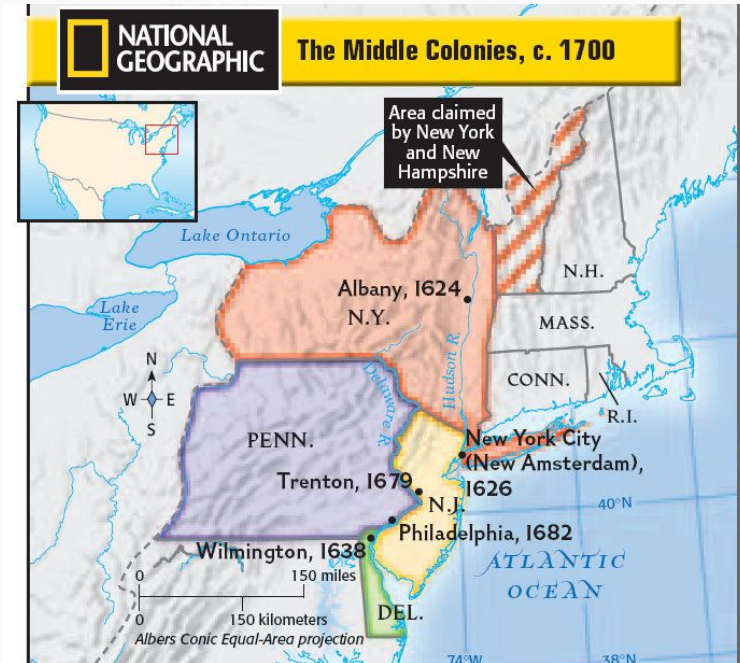 NATIONAL
GEOGRAPHIC
The Middle Colonies, c. 1700
Area claimed
by New York
and New
Hampshire
Lake Ontario
Lake
Erie
Albany, 1624
N.Y.
N.H.
MASS.
CONN.
R.I.
Hudson R.
Delaware R.
N
W
E
S
PENN.
New York City
(New Amsterdam),
1626
Trenton, 1679
N.J.
40°N
Philadelphia, 1682
Wilmington, 1638
ATLANTIC
OCEAN
DEL.
0
150 miles
0
150 kilometers
Albers Conic Equal-Area projection
74°W
38°N